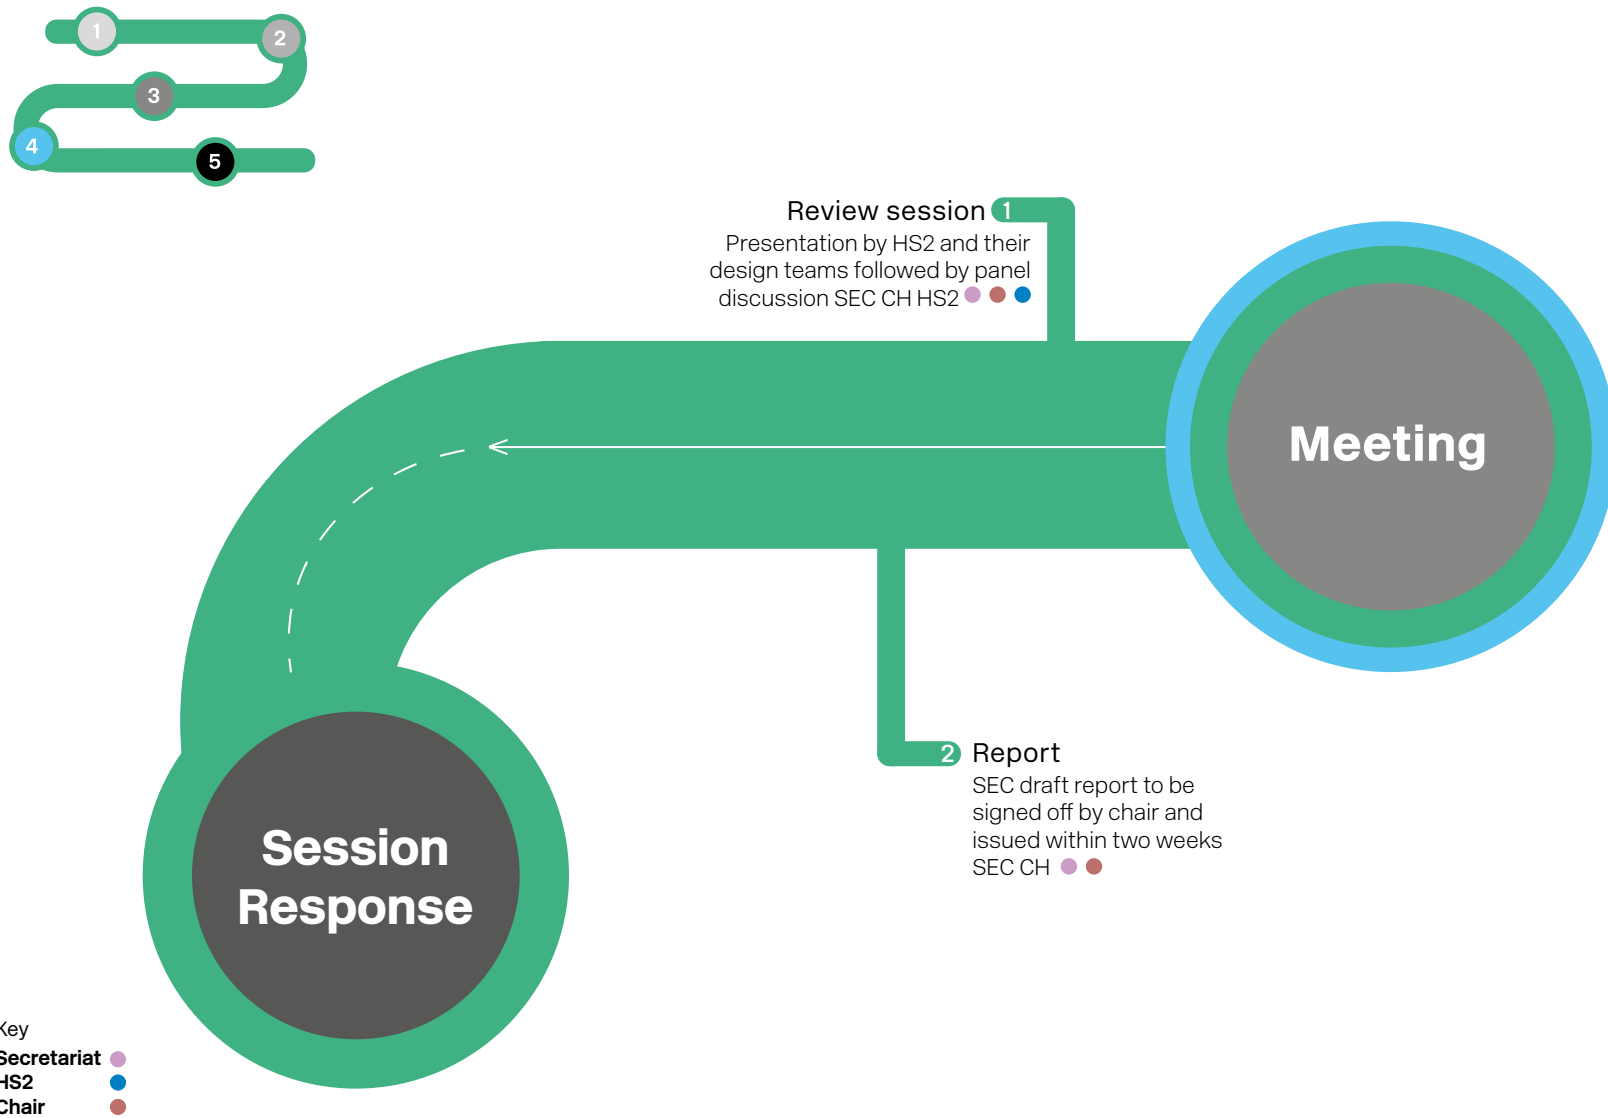 1
2
3
4
5
Review session 1
Presentation by HS2 and their
design teams followed by panel
discussion SEC CH HS2
Meeting
2 Report
SEC draft report to be
signed off by chair and
issued within two weeks
SEC CH
Session
Response
Key
Secretariat
HS2
Chair